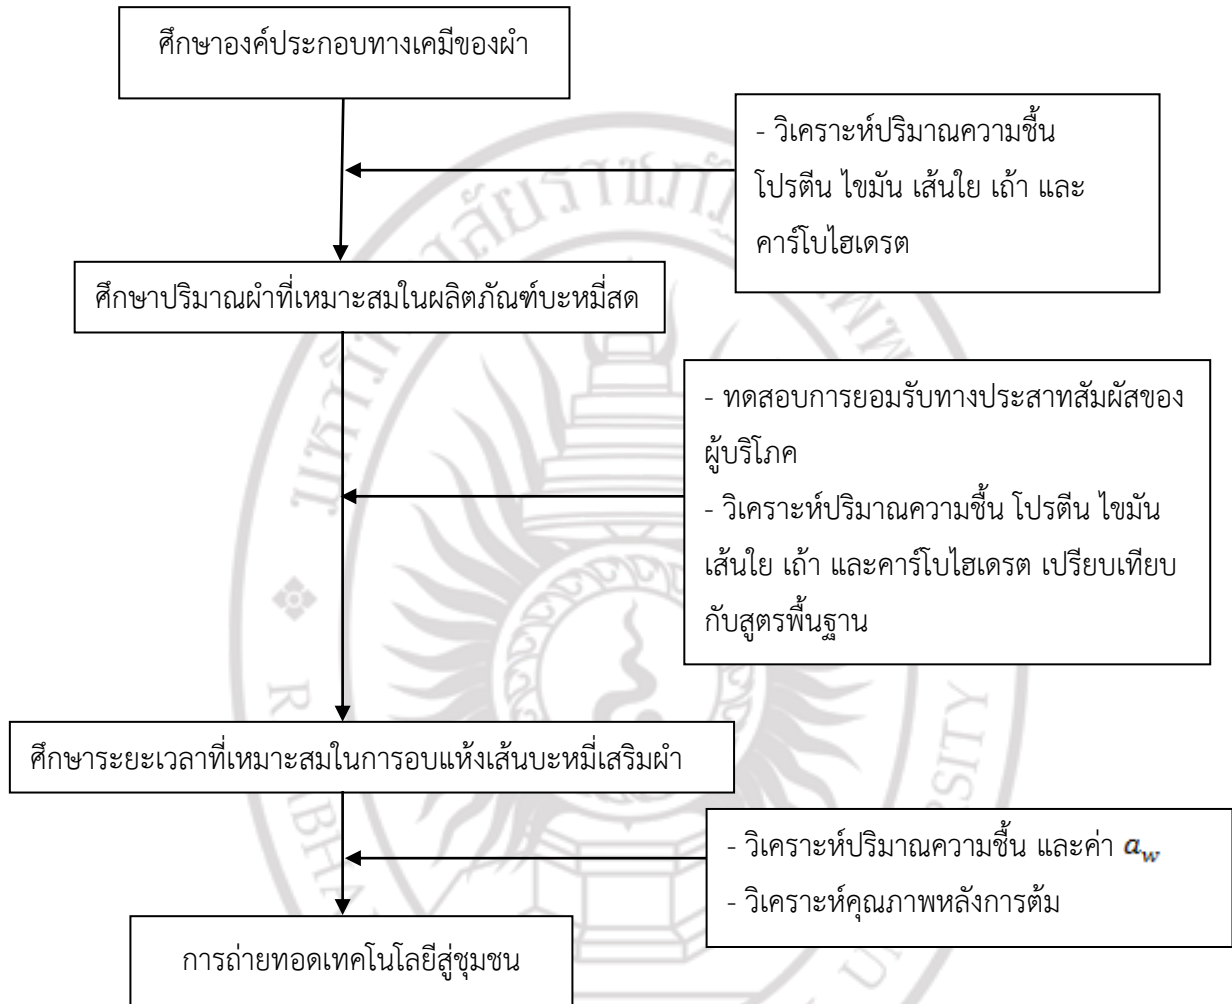 ศึกษาองค์ประกอบทางเคมีของผำ
- วิเคราะห์ปริมาณความชื้น
โปรตีน ไขมัน เส้นใย เถ้า และ
คาร์โบไฮเดรต
ศึกษาปริมาณผำที่เหมาะสมในผลิตภัณฑ์บะหมี่สด
- ทดสอบการยอมรับทางประสาทสัมผัสของ
ผู้บริโภค
- วิเคราะห์ปริมาณความชื้น โปรตีน ไขมัน
เส้นใย เถ้า และคาร์โบไฮเดรต เปรียบเทียบ
กับสูตรพื้นฐาน
ศึกษาระยะเวลาที่เหมาะสมในการอบแห้งเส้นบะหมี่เสริมผำ
- วิเคราะห์ปริมาณความชื้น และค่า a_w
- วิเคราะห์คุณภาพหลังการต้ม
การถ่ายทอดเทคโนโลยีสู่ชุมชน